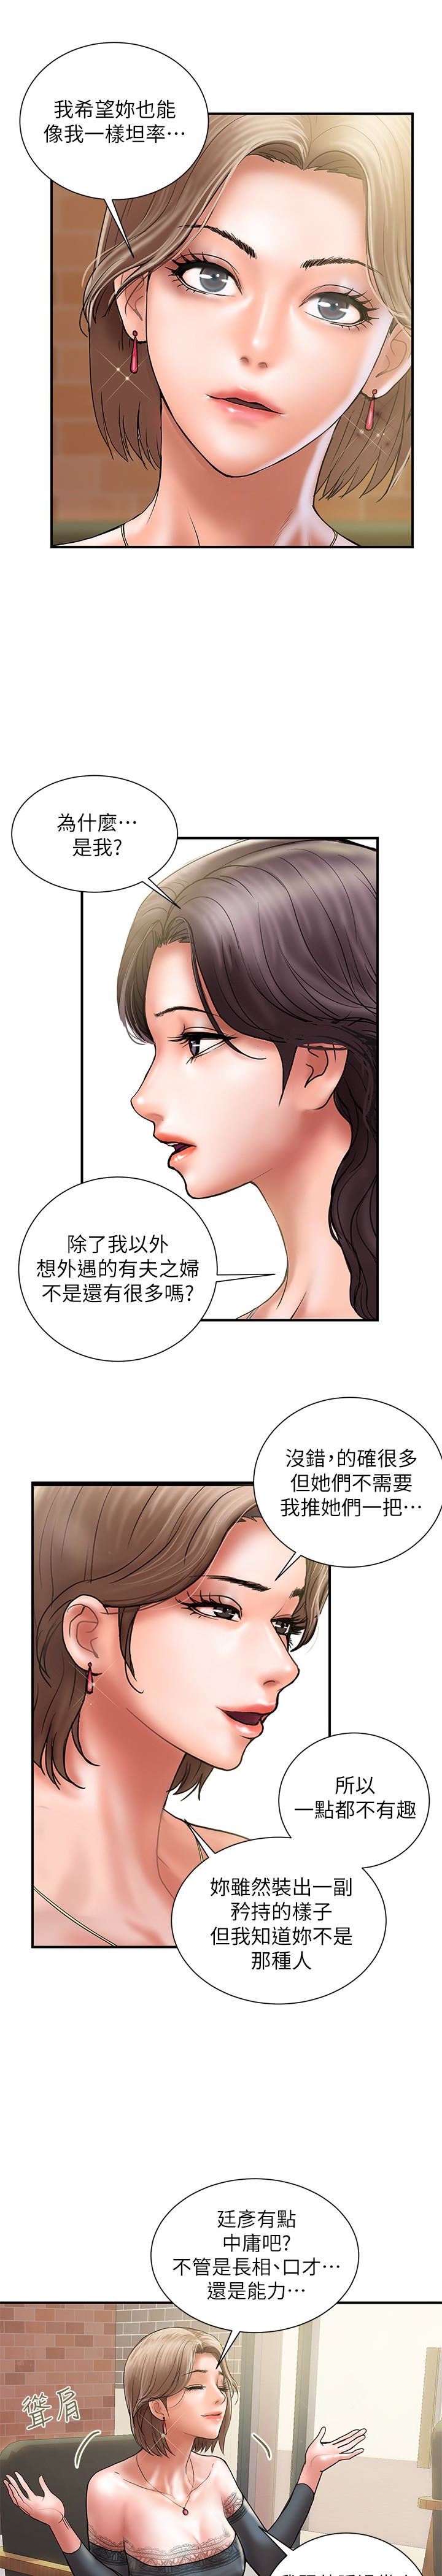 我希望妳也能
像我一樣坦率…
為什麼…
是我?
除了我以外
想外遇的有夫之婦
不是還有很多嗎?
沒錯，的確很多
但她們不需要
我推她們一把…
所以
一點都不有趣
妳雖然裝出一副
矜持的樣子
但我知道妳不是
那種人
廷彥有點
中庸吧?
不管是長相、口才…
還是能力…
聳肩